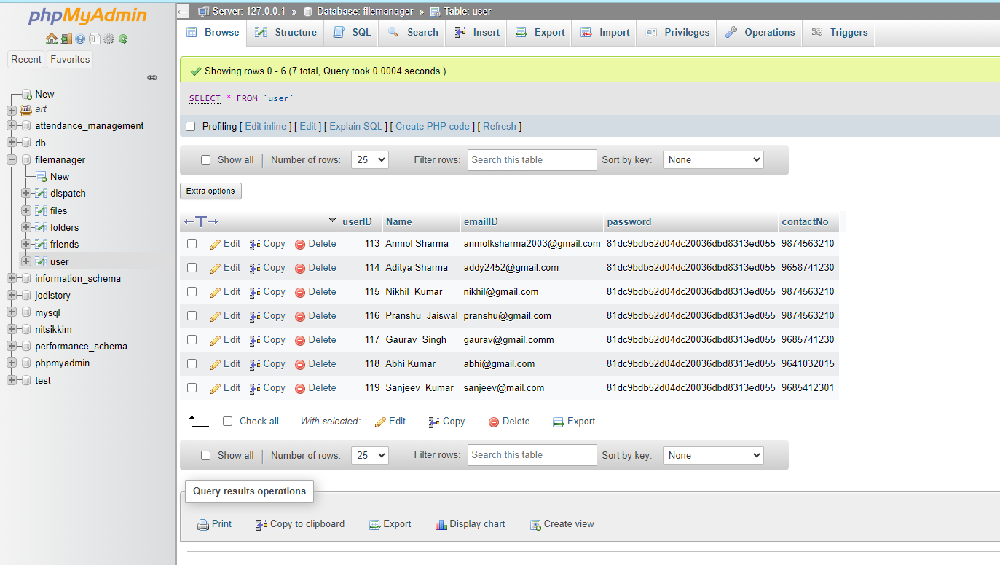 phpMyAdmin
Recent Favorites
New
art
attendance_management
db
filemanager
New
dispatch
files
folders
friends
user
information_schema
jodistory
mysql
nitsikkim
performance_schema
phpmyadmin
test
Server: 127.0.0.1 » Database: filemanager » Table: user
Browse Structure SQL Search Insert Export Import Privileges Operations Triggers
Showing rows 0 - 6 (7 total, Query took 0.0004 seconds.)
SELECT * FROM `user`
Profiling [ Edit inline ] [ Edit ] [ Explain SQL ] [ Create PHP code ] [ Refresh ]
Show all | Number of rows: 25 Filter rows: Search this table Sort by key: None
Extra options
←T→ userID Name emailID password contactNo
Edit Copy Delete 113 Anmol Sharma anmolksharma2003@gmail.com 81dc9bdb52d04dc20036dbd8313ed055 9874563210
Edit Copy Delete 114 Aditya Sharma addy2452@gmail.com 81dc9bdb52d04dc20036dbd8313ed055 9658741230
Edit Copy Delete 115 Nikhil Kumar nikhil@gmail.com 81dc9bdb52d04dc20036dbd8313ed055 9874563210
Edit Copy Delete 116 Pranshu Jaiswal pranshu@gmail.com 81dc9bdb52d04dc20036dbd8313ed055 9874563210
Edit Copy Delete 117 Gaurav Singh gaurav@gmail.comm 81dc9bdb52d04dc20036dbd8313ed055 9685741230
Edit Copy Delete 118 Abhi Kumar abhi@gmail.com 81dc9bdb52d04dc20036dbd8313ed055 9641032015
Edit Copy Delete 119 Sanjeev Kumar sanjeev@mail.com 81dc9bdb52d04dc20036dbd8313ed055 9685412301
Check all With selected: Edit Copy Delete Export
Show all | Number of rows: 25 Filter rows: Search this table Sort by key: None
Query results operations
Print Copy to clipboard Export Display chart Create view